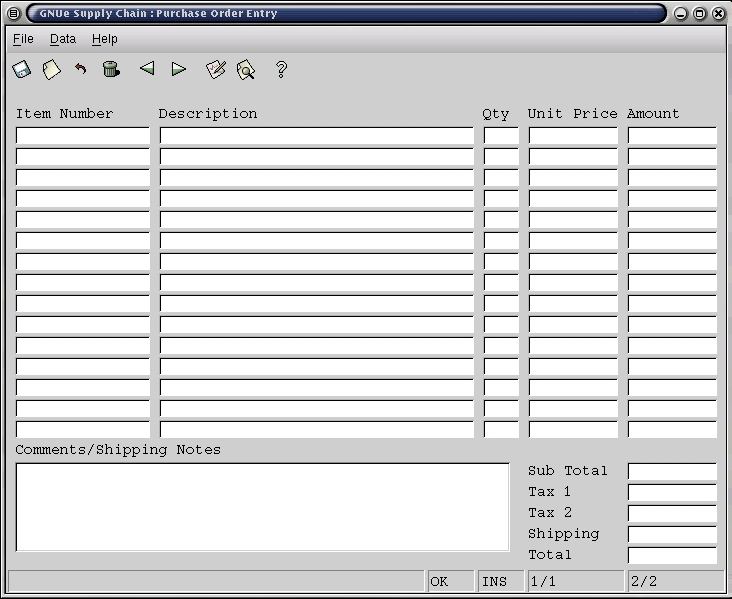 GNUe Supply Chain : Purchase Order Entry
File Data Help
?
Item Number Description Qty Unit Price Amount
Comments/Shipping Notes
Sub Total
Tax 1
Tax 2
Shipping
Total
OK INS 1/1 2/2